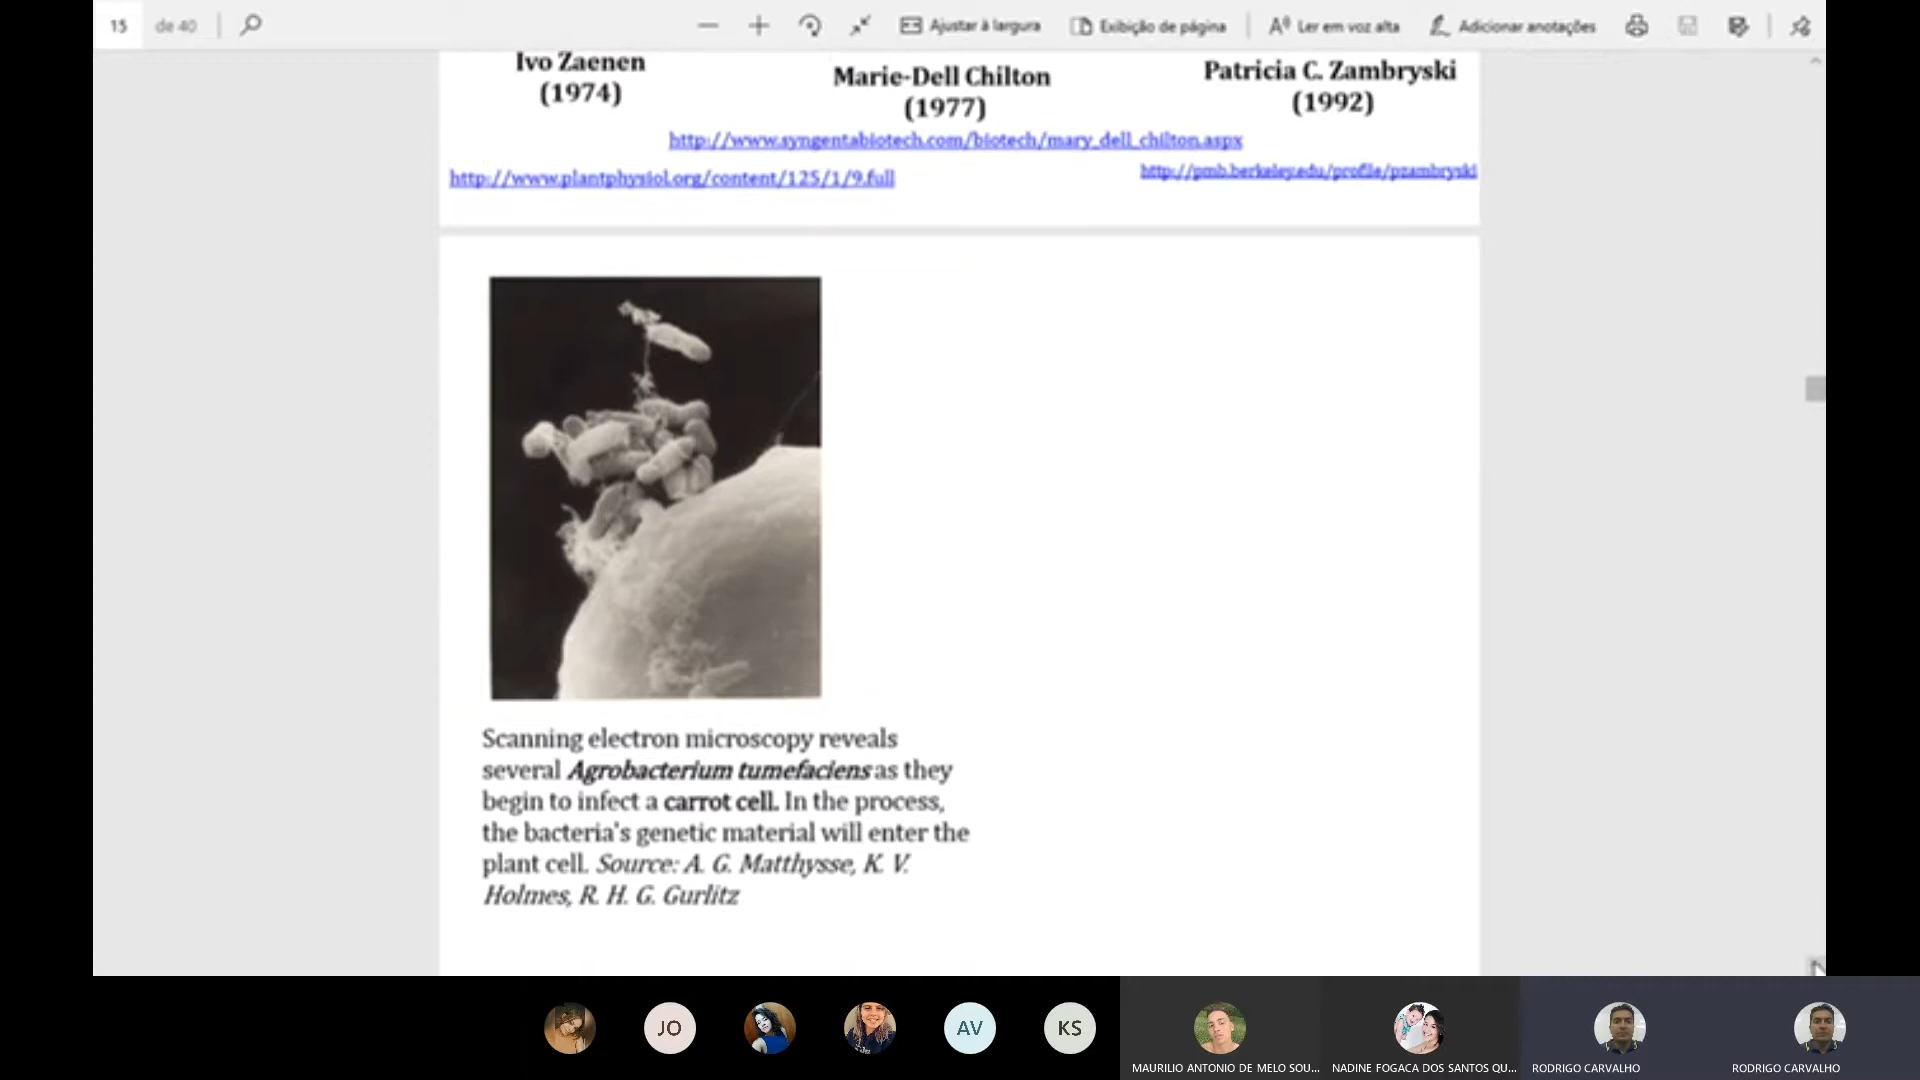 15 de 40 Ajustar à largura Exibição de página Ler em voz alta Adicionar anotações
Ivo Zaenen
(1974)
Marie-Dell Chilton
(1977)
Patricia C. Zambryski
(1992)
http://www.syngentabiotech.com/biotech/mary_dell_chilton.aspx
http://www.plantphysiol.org/content/125/1/9.full
http://pmb.berkeley.edu/profile/pzambryski
Scanning electron microscopy reveals
several Agrobacterium tumefaciens as they
begin to infect a carrot cell. In the process,
the bacteria's genetic material will enter the
plant cell. Source: A. G. Matthysse, K. V.
Holmes, R. H. G. Gurlitz
JO AV KS
MAURILIO ANTONIO DE MELO SOU... NADINE FOGACA DOS SANTOS QU... RODRIGO CARVALHO RODRIGO CARVALHO